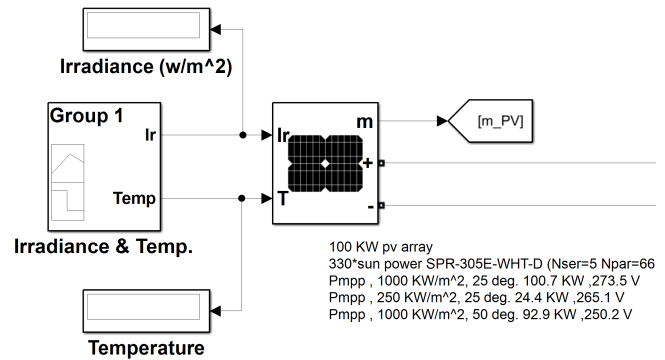 Irradiance (w/m^2)
Group 1
Ir
Temp
Irradiance & Temp.
Ir
T
m
+
-
[m_PV]
100 KW pv array
330*sun power SPR-305E-WHT-D (Nser=5 Npar=66
Pmpp , 1000 KW/m^2, 25 deg. 100.7 KW ,273.5 V
Pmpp , 250 KW/m^2, 25 deg. 24.4 KW ,265.1 V
Pmpp , 1000 KW/m^2, 50 deg. 92.9 KW ,250.2 V
Temperature